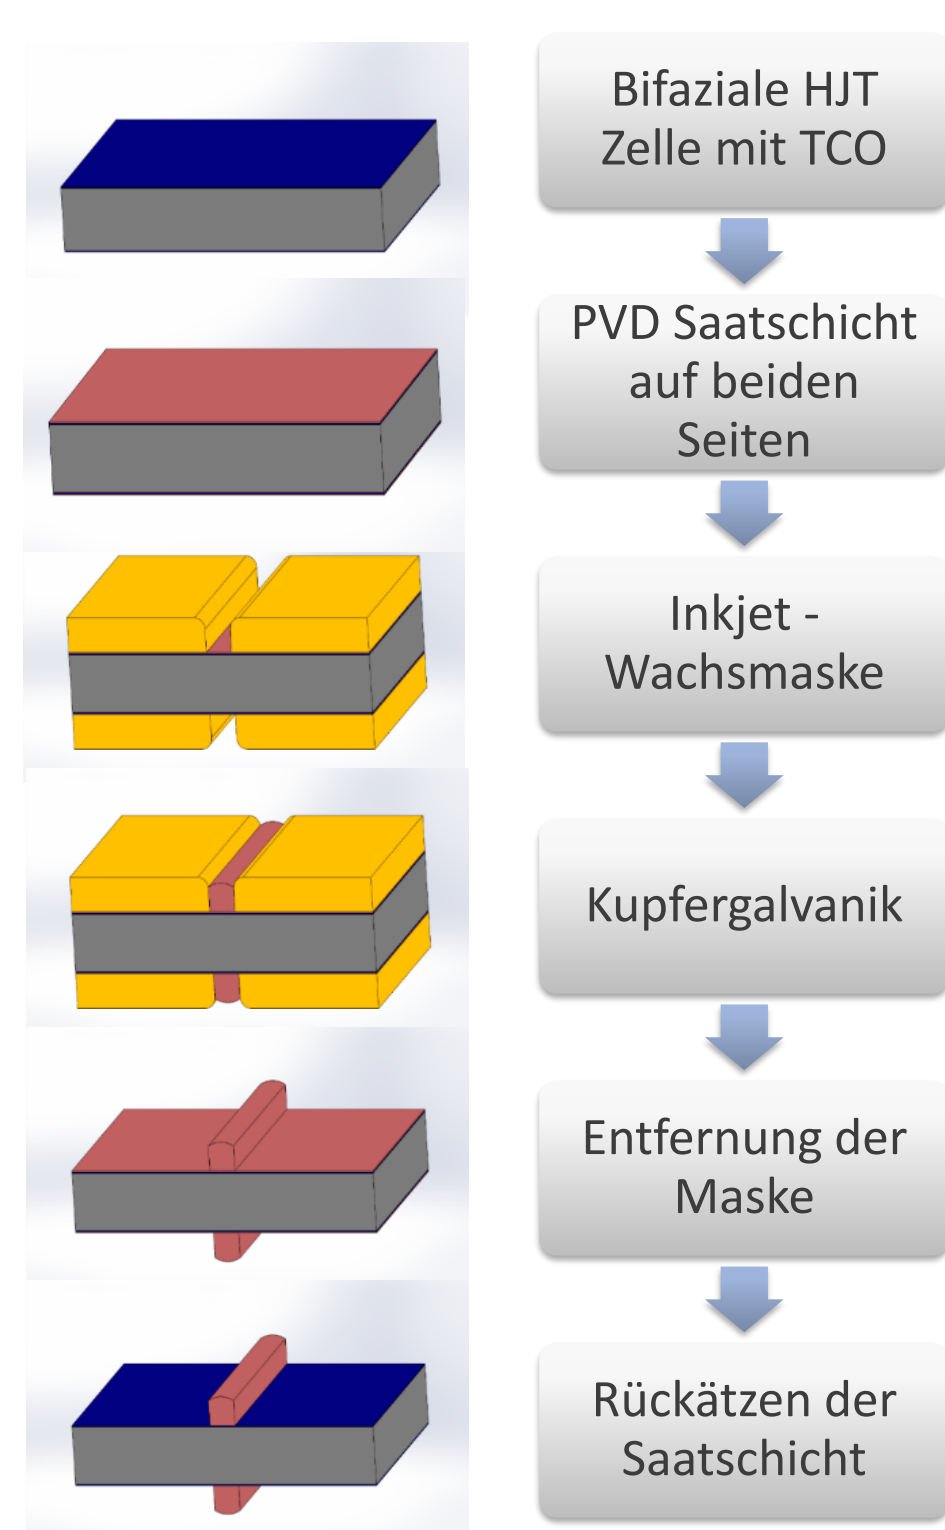 Bifaziale HJT
Zelle mit TCO
PVD Saatschicht
auf beiden
Seiten
Inkjet -
Wachsmaske
Kupfergalvanik
Entfernung der
Maske
Rückätzen der
Saatschicht